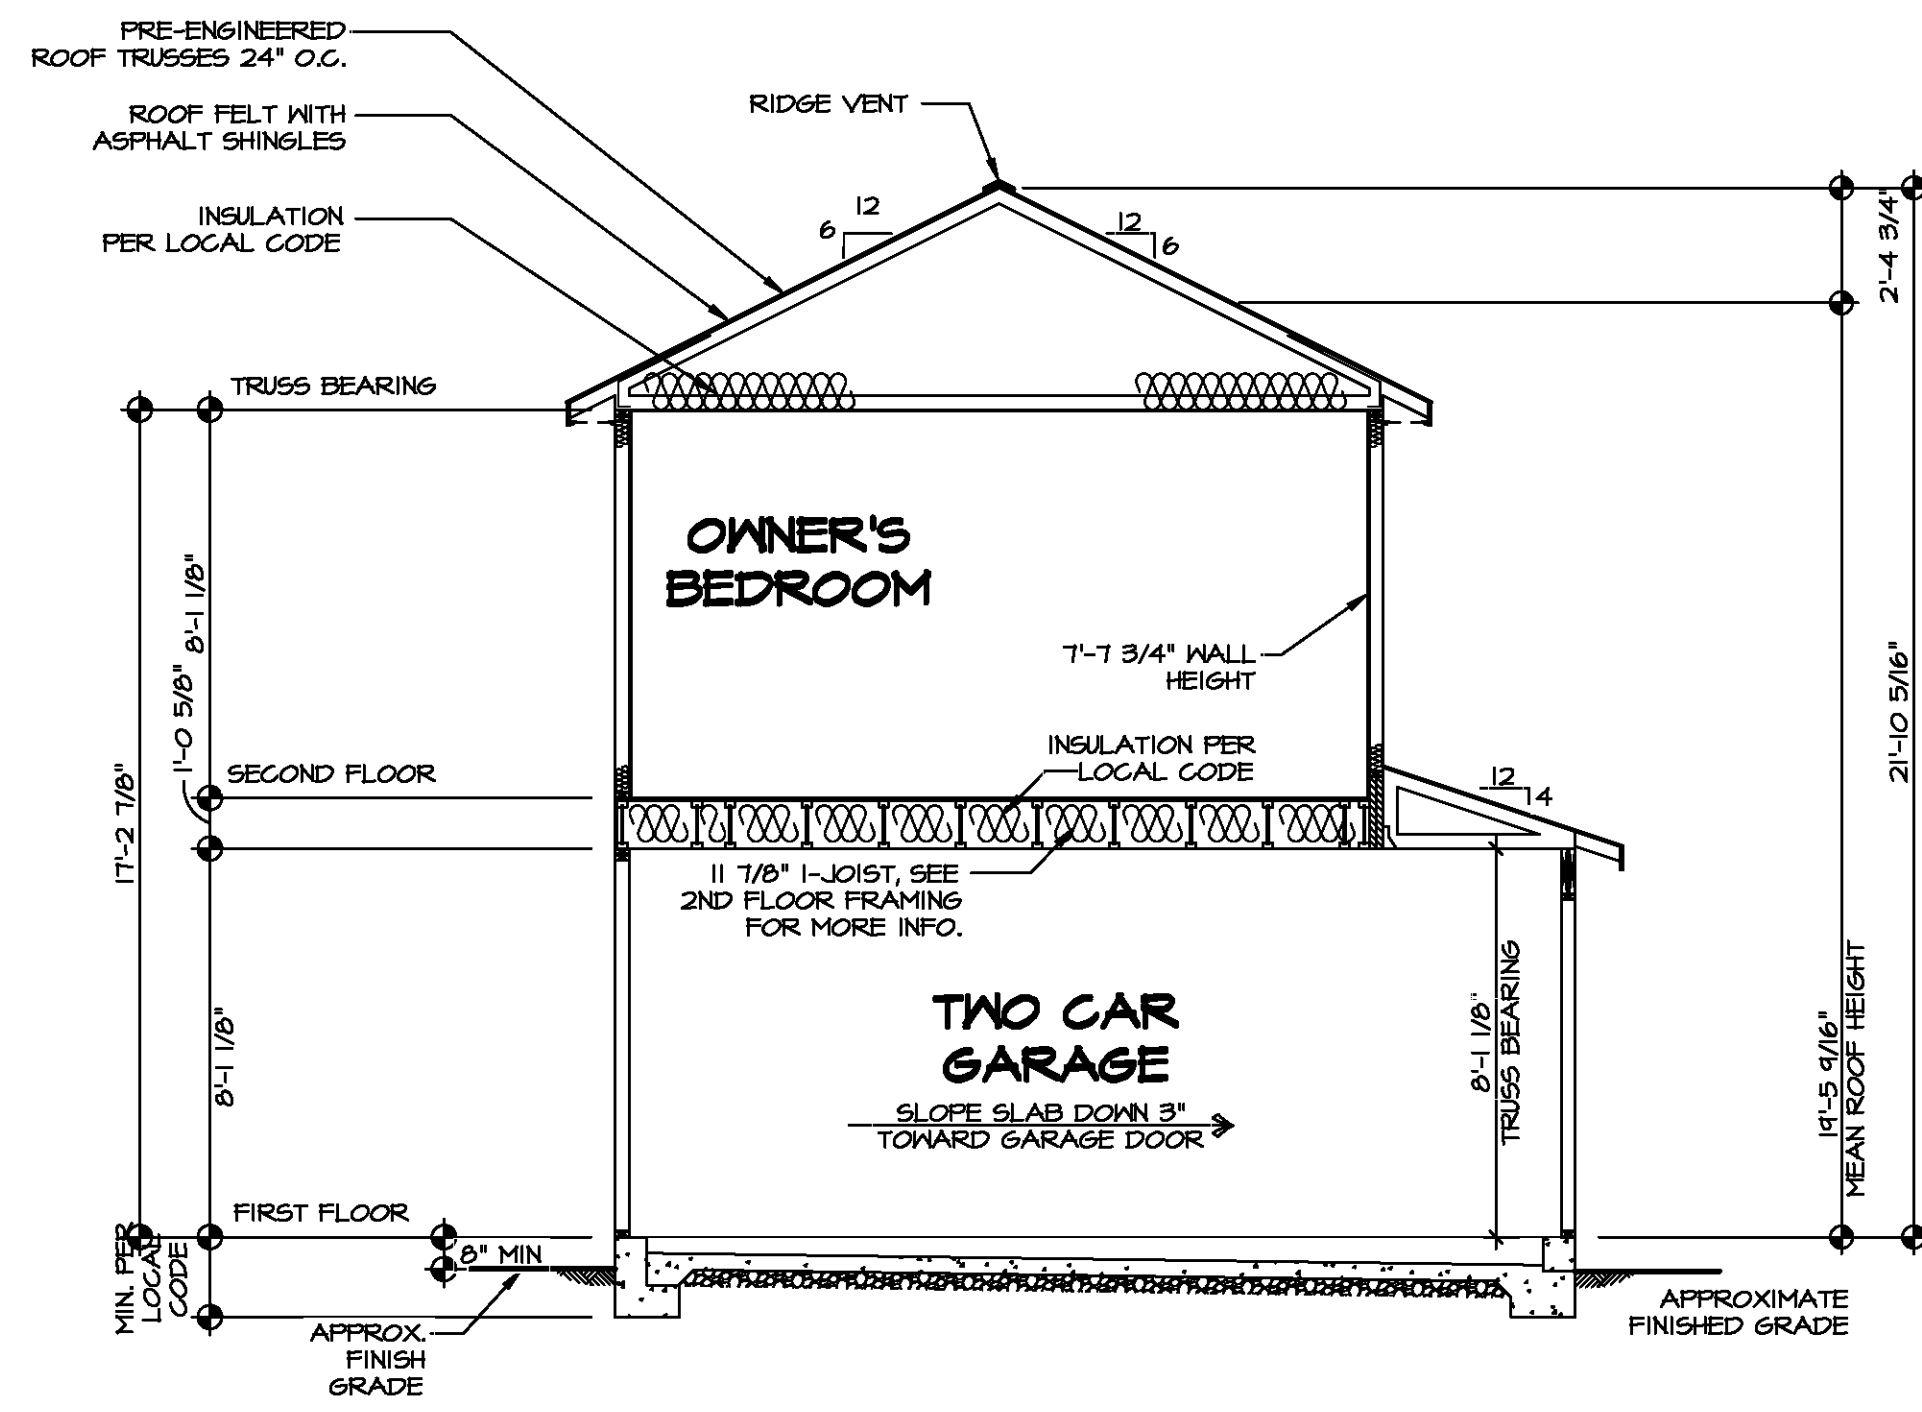 PRE-ENGINEERED
ROOF TRUSSES 24" O.C.
ROOF FELT WITH
ASPHALT SHINGLES
INSULATION
PER LOCAL CODE
RIDGE VENT
12
6
12
6
2'-4 3/4"
TRUSS BEARING
OWNER'S
BEDROOM
8'-1 1/8"
1'-0 5/8"
17'-2 7/8"
7'-7 3/4" WALL
HEIGHT
21'-10 5/16"
SECOND FLOOR
INSULATION PER
LOCAL CODE
12
4
11 7/8" I-JOIST, SEE
2ND FLOOR FRAMING
FOR MORE INFO.
8'-1 1/8"
TWO CAR
GARAGE
SLOPE SLAB DOWN 3"
TOWARD GARAGE DOOR
8'-1 1/8"
TRUSS BEARING
19'-5 9/16"
MEAN ROOF HEIGHT
FIRST FLOOR
8" MIN
MIN. PER
LOCAL
CODE
APPROX.
FINISH
GRADE
APPROXIMATE
FINISHED GRADE